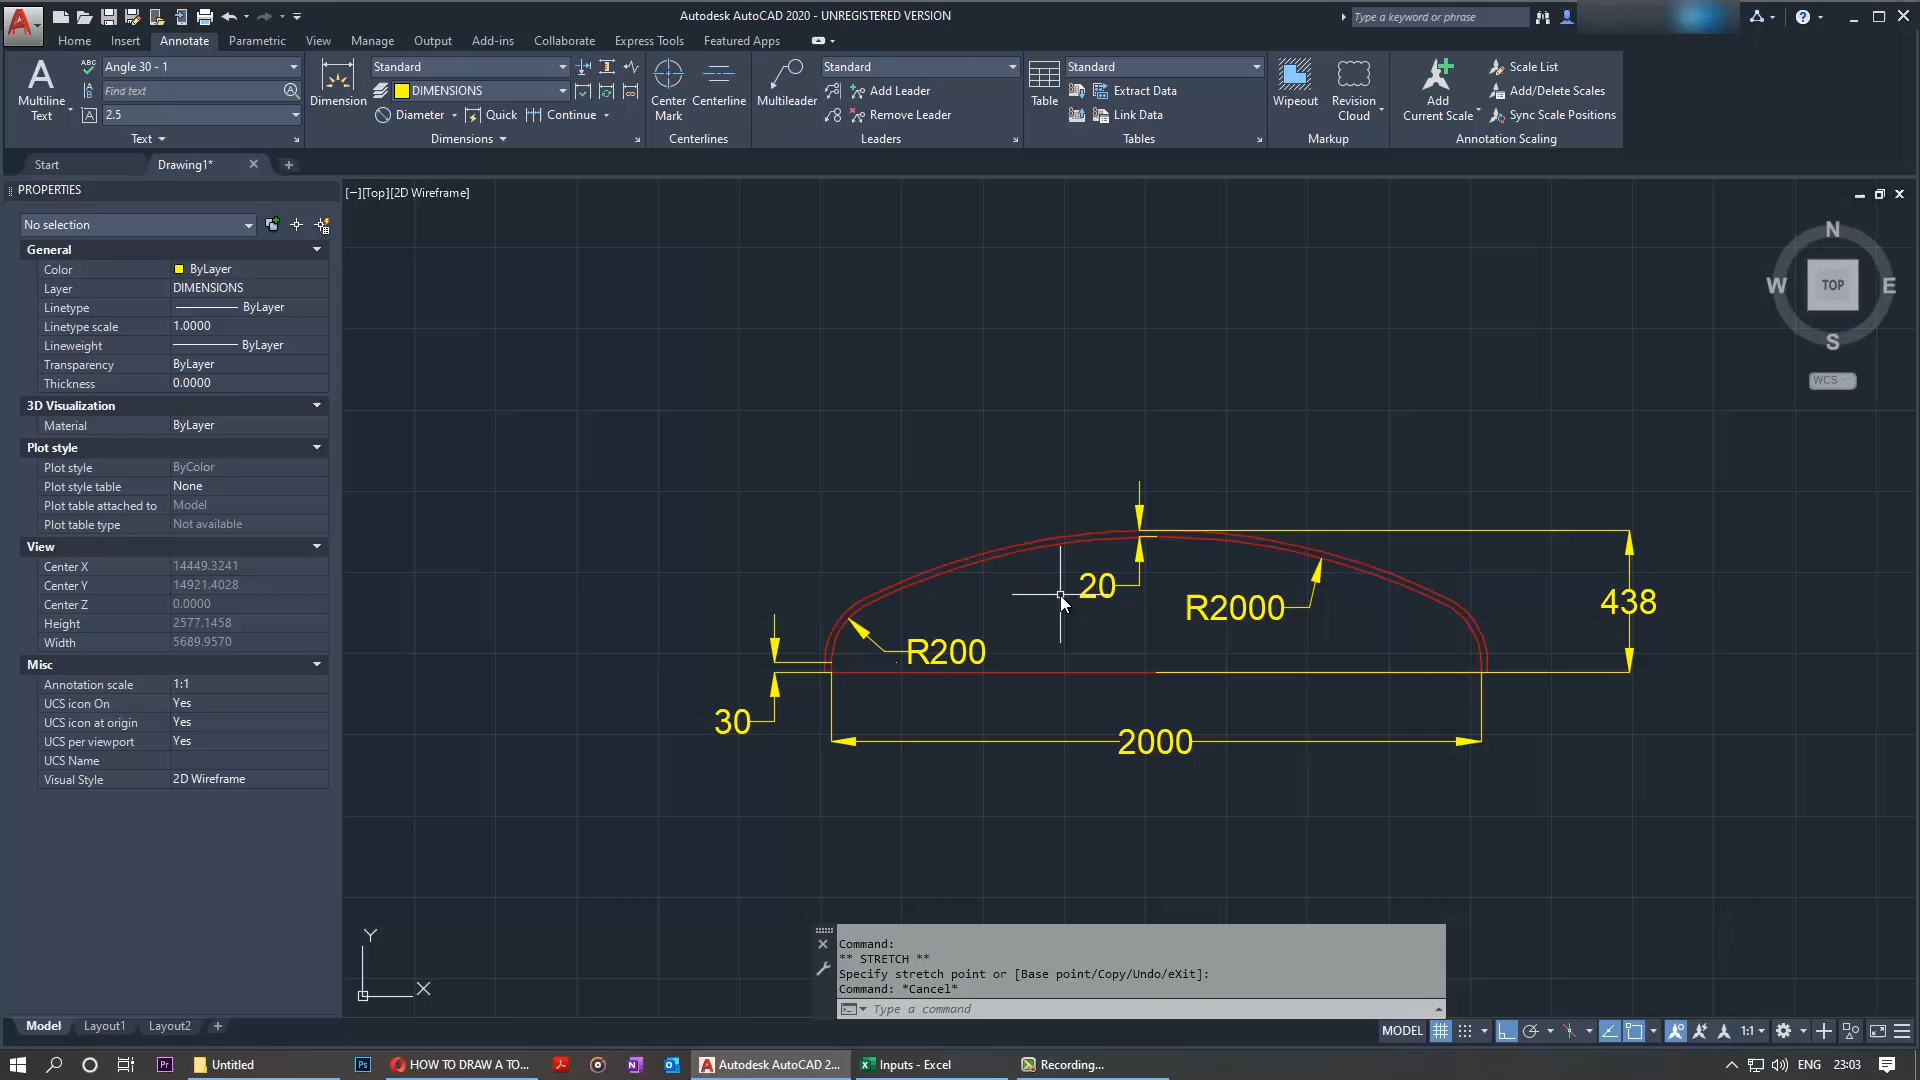 Autodesk AutoCAD 2020 - UNREGISTERED VERSION
Type a keyword or phrase
Home Insert Annotate Parametric View Manage Output Add-ins Collaborate Express Tools Featured Apps
Multiline Text
ABC
Angle 30 - 1
Find text
2.5
Text
Dimension
Standard
DIMENSIONS
Diameter Quick Continue
Dimensions
Center Mark
Centerline
Centerlines
Multileader
Standard
Add Leader
Remove Leader
Leaders
Table
Standard
Extract Data
Link Data
Tables
Wipeout
Revision Cloud
Markup
Add Current Scale
Scale List
Add/Delete Scales
Sync Scale Positions
Annotation Scaling
Start Drawing1*
PROPERTIES
No selection
General
Color ByLayer
Layer DIMENSIONS
Linetype ByLayer
Linetype scale 1.0000
Lineweight ByLayer
Transparency ByLayer
Thickness 0.0000
3D Visualization
Material ByLayer
Plot style
Plot style ByColor
Plot style table None
Plot table attached to Model
Plot table type Not available
View
Center X 14449.3241
Center Y 14921.4028
Center Z 0.0000
Height 2577.1458
Width 5689.9570
Misc
Annotation scale 1:1
UCS icon On Yes
UCS icon at origin Yes
UCS per viewport Yes
UCS Name
Visual Style 2D Wireframe
[−][Top][2D Wireframe]
N
W TOP E
S
WCS
20
R2000
438
R200
30
2000
Y
X
Command:
** STRETCH **
Specify stretch point or [Base point/Copy/Undo/eXit]:
Command: *Cancel*
Type a command
Model Layout1 Layout2
MODEL 1:1
Pr Untitled Ps HOW TO DRAW A TO... Autodesk AutoCAD 2... Inputs - Excel Recording... ENG 23:03